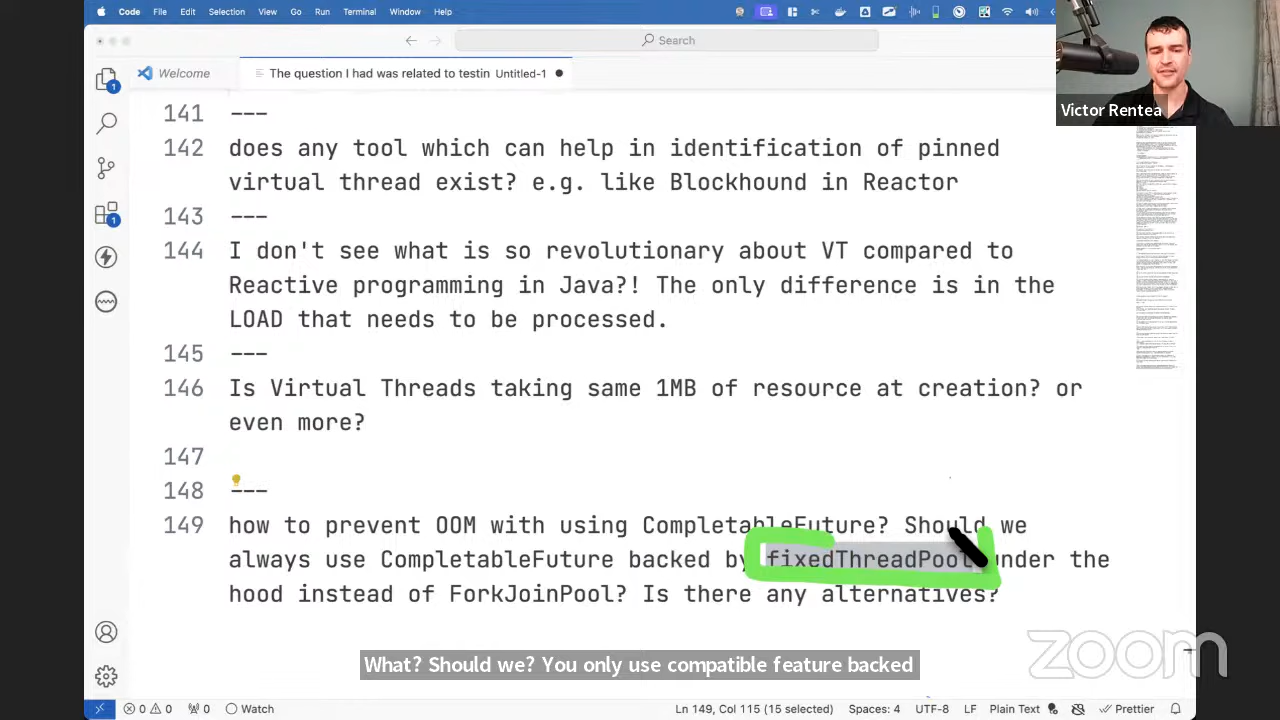 Code File Edit Selection View Go Run Terminal Window Help
Search
Welcome The question I had was related to testin Untitled-1
Victor Rentea
141 ---
142 does any tool which can help in identification on pinned
virtual thread exist? e.g. Like BlockHound in Reactor
143 ---
144 I don't see what is so revolutionary about VT compared to
Reactive programming in Java?! The only difference is in the
LOAD that needs to be processed.
145 ---
146 Is Virtual Threads taking same 1MB of resource at creation? or
even more?
147
148 ---
149 how to prevent OOM with using CompletableFuture? Should we
always use CompletableFuture backed by fixedThreadPool under the
hood instead of ForkJoinPool? Is there any alternatives?
zoom
What? Should we? You only use compatible feature backed
0 0 0 Watch Ln 149, Col 115 (15 selected) Spaces: 4 UTF-8 LF Plain Text Prettier